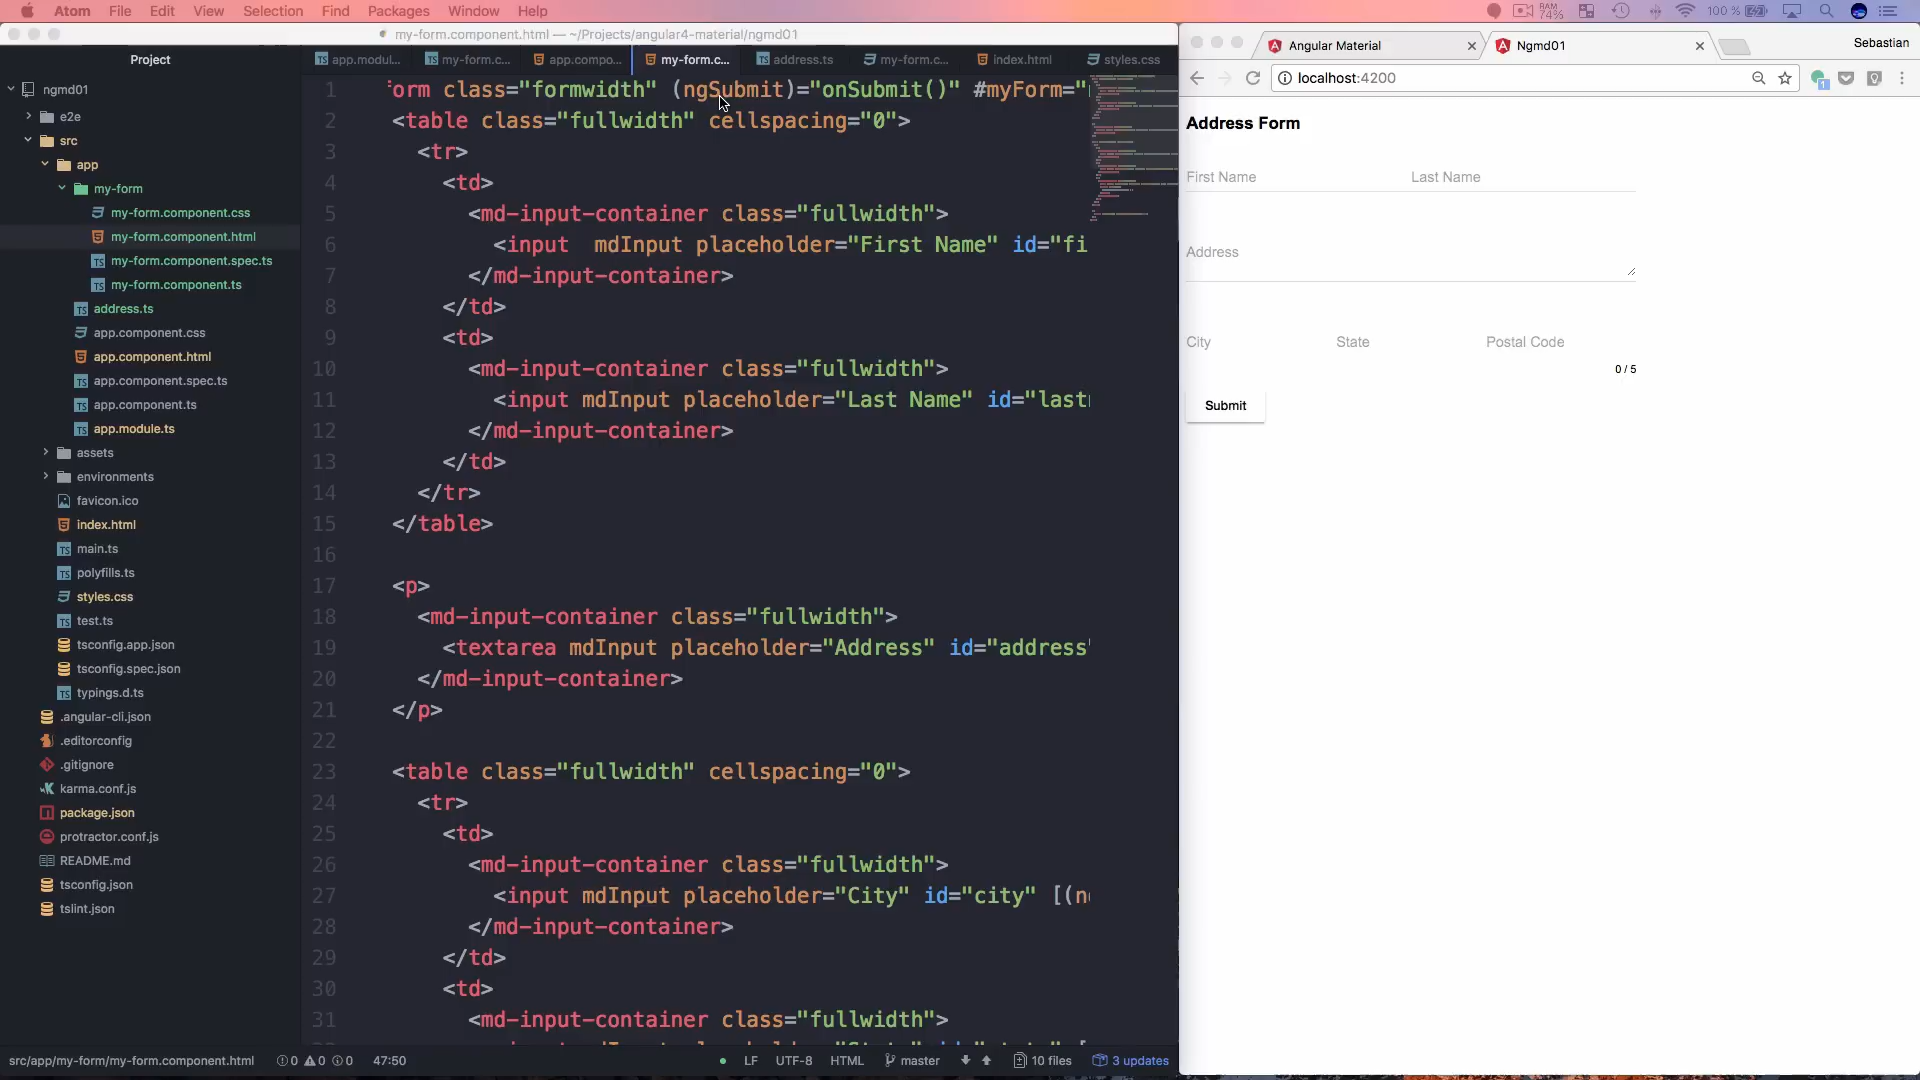 Atom File Edit View Selection Find Packages Window Help
RAM 74% 100 %
my-form.component.html — ~/Projects/angular4-material/ngmd01
Project
app.modul... my-form.c... app.compo... my-form.c... address.ts my-form.c... index.html styles.css
ngmd01
e2e
src
app
my-form
my-form.component.css
my-form.component.html
my-form.component.spec.ts
my-form.component.ts
address.ts
app.component.css
app.component.html
app.component.spec.ts
app.component.ts
app.module.ts
assets
environments
favicon.ico
index.html
main.ts
polyfills.ts
styles.css
test.ts
tsconfig.app.json
tsconfig.spec.json
typings.d.ts
.angular-cli.json
.editorconfig
.gitignore
karma.conf.js
package.json
protractor.conf.js
README.md
tsconfig.json
tslint.json
1 orm class="formwidth" (ngSubmit)="onSubmit()" #myForm="
2 <table class="fullwidth" cellspacing="0">
3 <tr>
4 <td>
5 <md-input-container class="fullwidth">
6 <input mdInput placeholder="First Name" id="fi
7 </md-input-container>
8 </td>
9 <td>
10 <md-input-container class="fullwidth">
11 <input mdInput placeholder="Last Name" id="last
12 </md-input-container>
13 </td>
14 </tr>
15 </table>
16
17 <p>
18 <md-input-container class="fullwidth">
19 <textarea mdInput placeholder="Address" id="address"
20 </md-input-container>
21 </p>
22
23 <table class="fullwidth" cellspacing="0">
24 <tr>
25 <td>
26 <md-input-container class="fullwidth">
27 <input mdInput placeholder="City" id="city" [(n
28 </md-input-container>
29 </td>
30 <td>
31 <md-input-container class="fullwidth">
src/app/my-form/my-form.component.html 0 0 0 47:50 LF UTF-8 HTML master 10 files 3 updates
Angular Material Ngmd01 Sebastian
localhost:4200
1
Address Form
First Name Last Name
Address
City State Postal Code
0 / 5
Submit